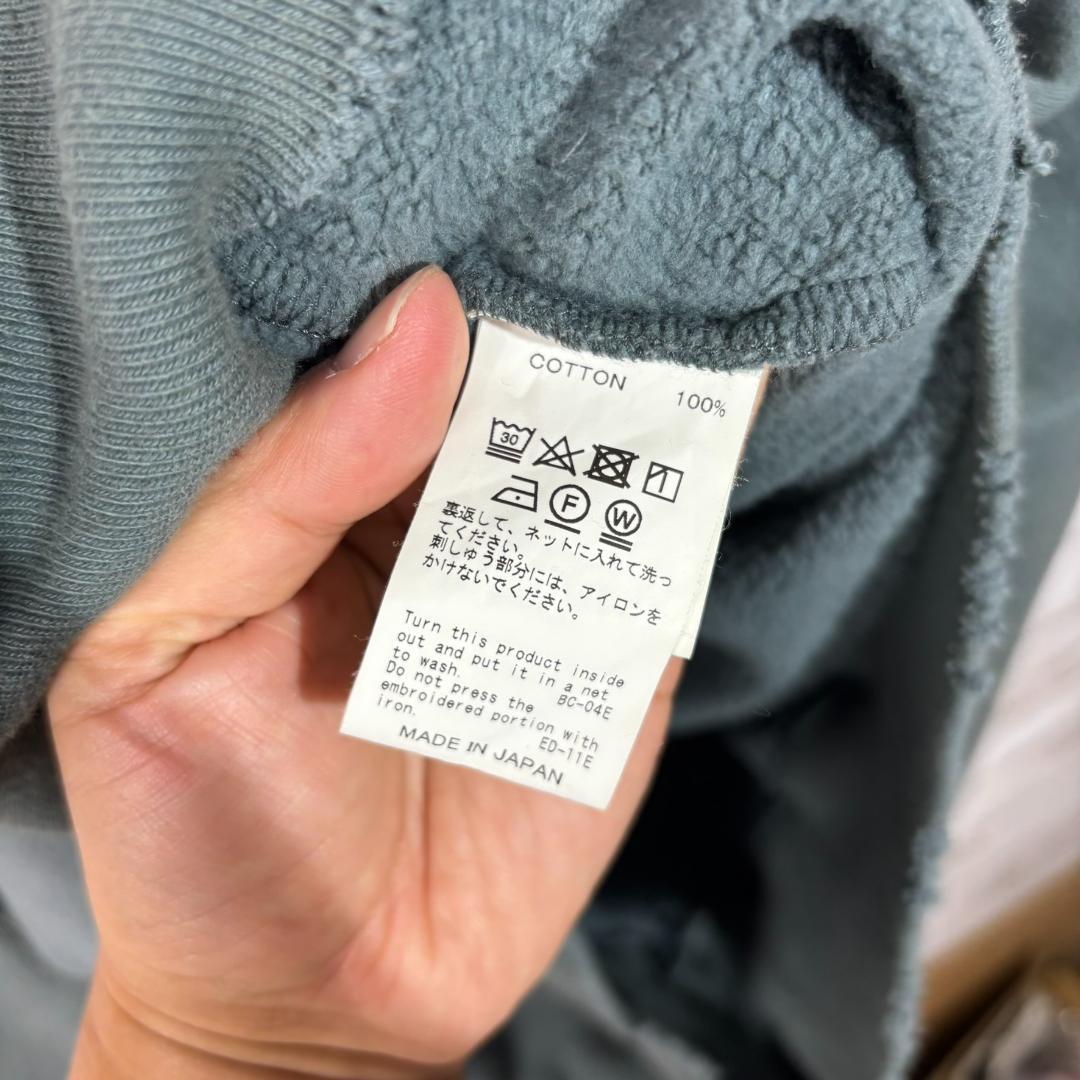 COTTON 100%
30
F W
裏返して、ネットに入れて洗っ
てください。
刺しゅう部分には、アイロンを
かけないでください。
Turn this product inside
out and put it in a net
to wash. BC-04E
Do not press the
embroidered portion with
iron. ED-11E
MADE IN JAPAN